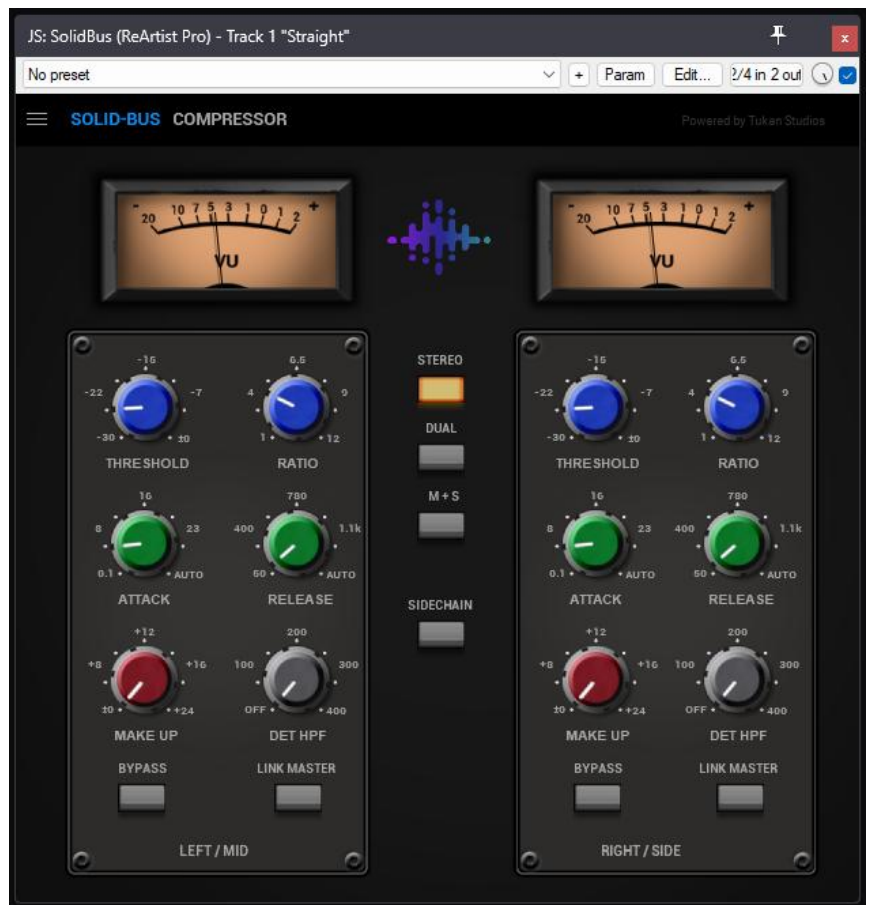 JS: SolidBus (ReArtist Pro) - Track 1 "Straight"
x
No preset
+
Param
Edit...
2/4 in 2 out
SOLID-BUS COMPRESSOR
Powered by Tukan Studios
- 20 10 7 5 3 1 0 1 2 +
VU
- 20 10 7 5 3 1 0 1 2 +
VU
-15
-22 -7
-30 ±0
THRESHOLD
6.5
4 9
1 12
RATIO
16
8 23
0.1 AUTO
ATTACK
780
400 1.1k
50 AUTO
RELEASE
+12
+8 +16
±0 +24
MAKE UP
200
100 300
OFF 400
DET HPF
BYPASS
LINK MASTER
LEFT / MID
STEREO
DUAL
M + S
SIDECHAIN
-15
-22 -7
-30 ±0
THRESHOLD
6.5
4 9
1 12
RATIO
16
8 23
0.1 AUTO
ATTACK
780
400 1.1k
50 AUTO
RELEASE
+12
+8 +16
±0 +24
MAKE UP
200
100 300
OFF 400
DET HPF
BYPASS
LINK MASTER
RIGHT / SIDE